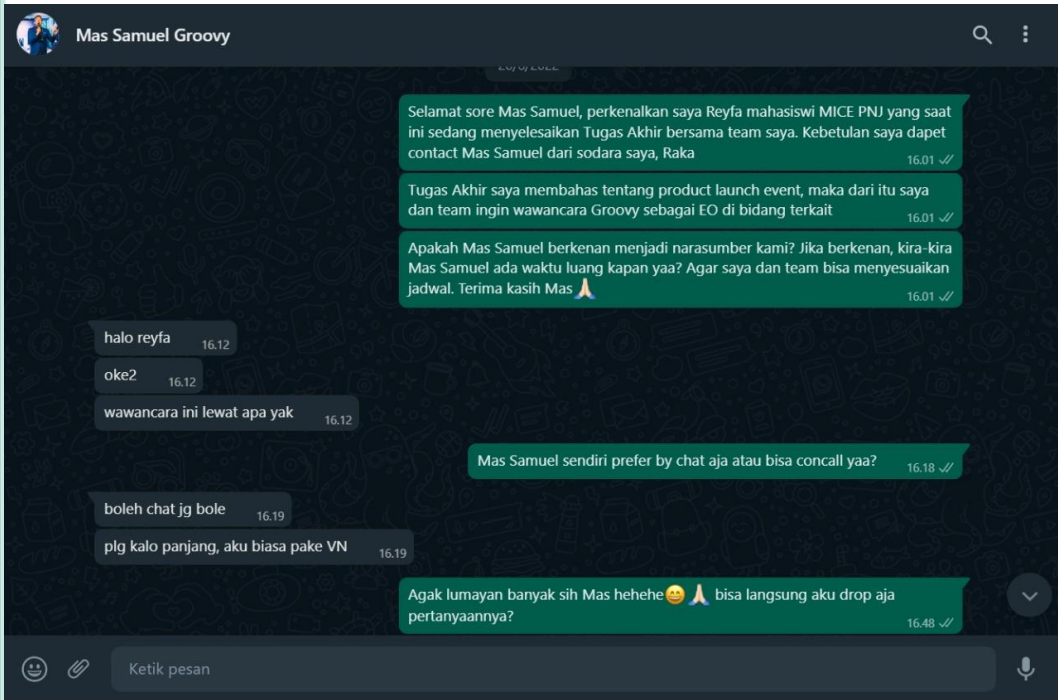 Mas Samuel Groovy
Selamat sore Mas Samuel, perkenalkan saya Reyfa mahasiswi MICE PNJ yang saat
ini sedang menyelesaikan Tugas Akhir bersama team saya. Kebetulan saya dapet
contact Mas Samuel dari sodara saya, Raka
16.01
Tugas Akhir saya membahas tentang product launch event, maka dari itu saya
dan team ingin wawancara Groovy sebagai EO di bidang terkait
16.01
Apakah Mas Samuel berkenan menjadi narasumber kami? Jika berkenan, kira-kira
Mas Samuel ada waktu luang kapan yaa? Agar saya dan team bisa menyesuaikan
jadwal. Terima kasih Mas🙏🏻
16.01
halo reyfa 16.12
oke2 16.12
wawancara ini lewat apa yak 16.12
Mas Samuel sendiri prefer by chat aja atau bisa concall yaa? 16.18
boleh chat jg bole 16.19
plg kalo panjang, aku biasa pake VN 16.19
Agak lumayan banyak sih Mas hehehe😄🙏🏻 bisa langsung aku drop aja
pertanyaannya?
16.48
Ketik pesan